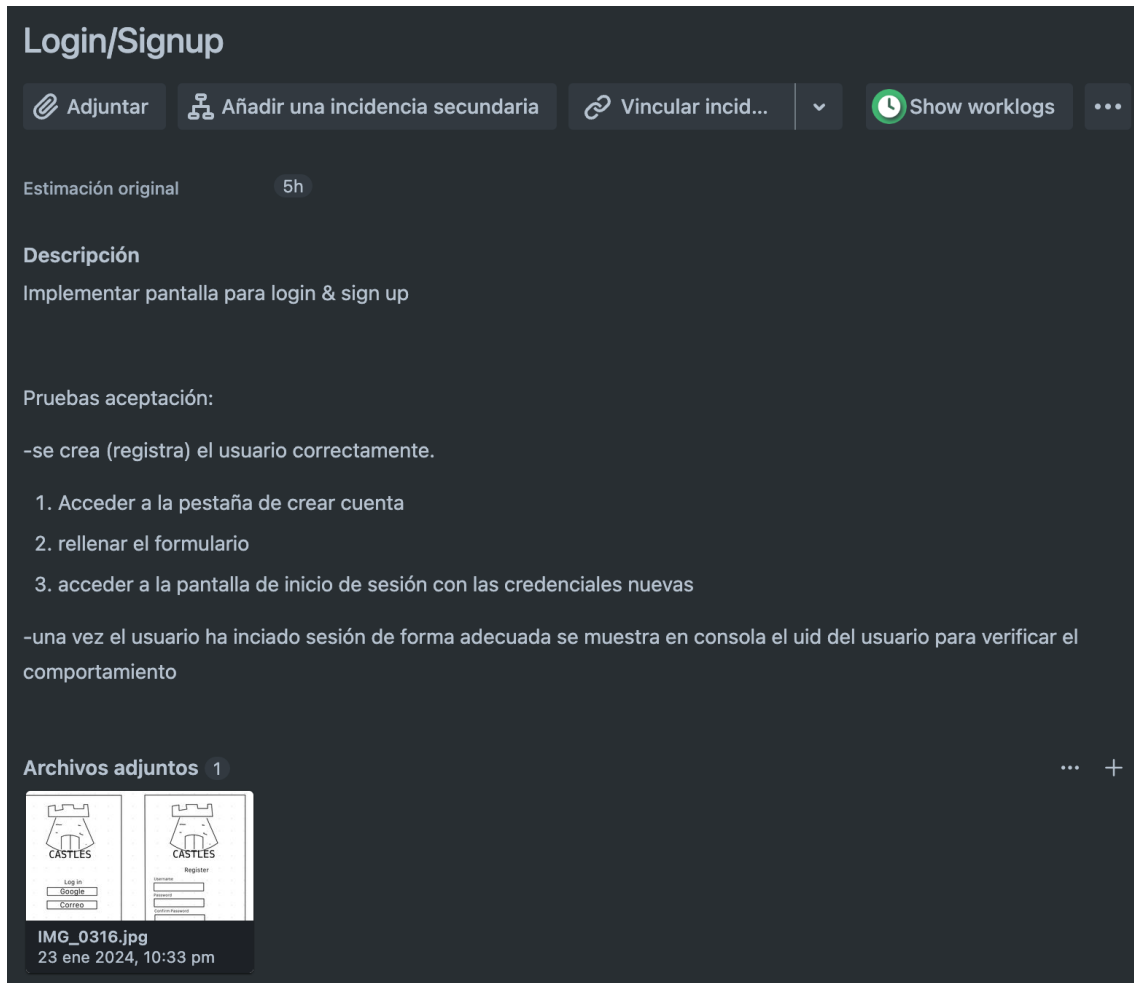 Login/Signup
Adjuntar
Añadir una incidencia secundaria
Vincular incid...
Show worklogs
Estimación original
5h
Descripción
Implementar pantalla para login & sign up
Pruebas aceptación:
-se crea (registra) el usuario correctamente.
1. Acceder a la pestaña de crear cuenta
2. rellenar el formulario
3. acceder a la pantalla de inicio de sesión con las credenciales nuevas
-una vez el usuario ha inciado sesión de forma adecuada se muestra en consola el uid del usuario para verificar el
comportamiento
Archivos adjuntos 1
CASTLES
Log in
Google
Correo
CASTLES
Register
Username
Password
Confirm Password
IMG_0316.jpg
23 ene 2024, 10:33 pm